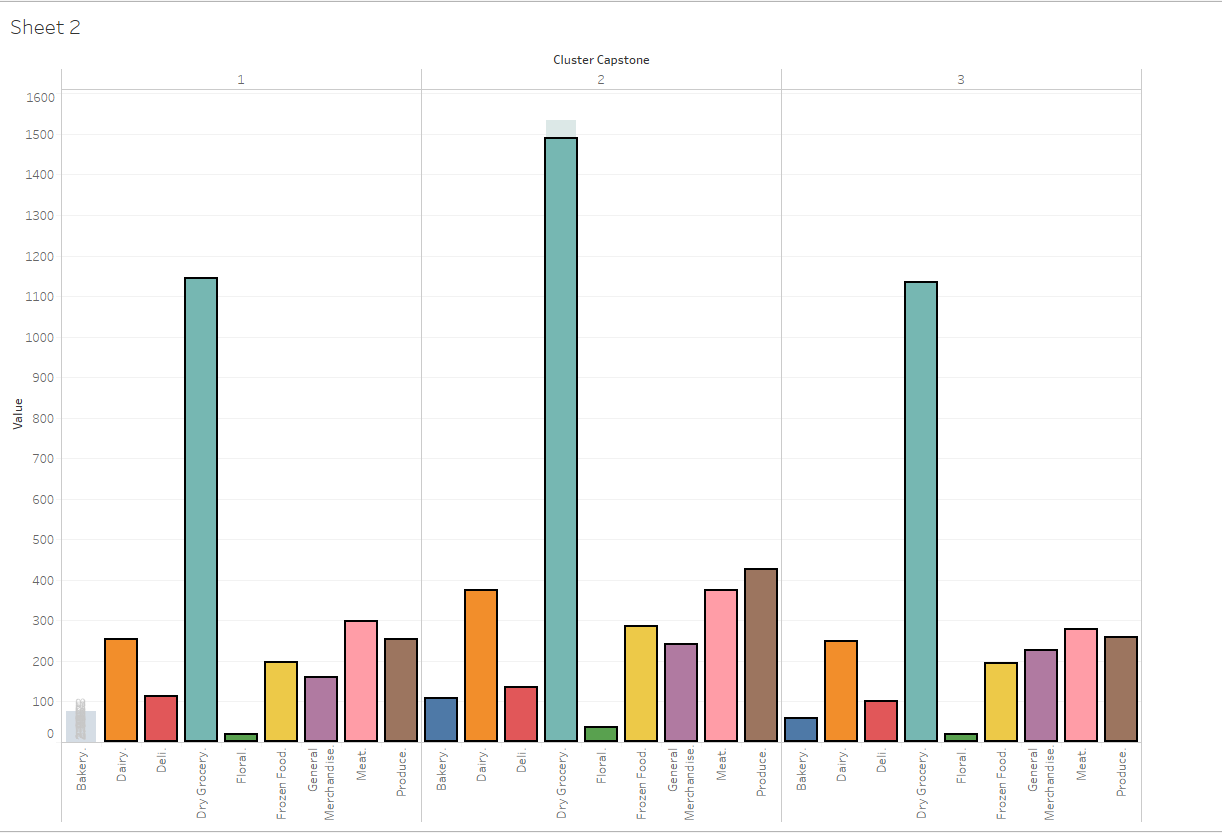 Sheet 2
Cluster Capstone
1 2 3
1600
1500
1400
1300
1200
1100
1000
900
800
700
600
500
400
300
200
100
0
Value
Bakery.
Dairy.
Deli.
Dry Grocery.
Floral.
Frozen Food.
General
Merchandise.
Meat.
Produce.
Bakery.
Dairy.
Deli.
Dry Grocery.
Floral.
Frozen Food.
General
Merchandise.
Meat.
Produce.
Bakery.
Dairy.
Deli.
Dry Grocery.
Floral.
Frozen Food.
General
Merchandise.
Meat.
Produce.